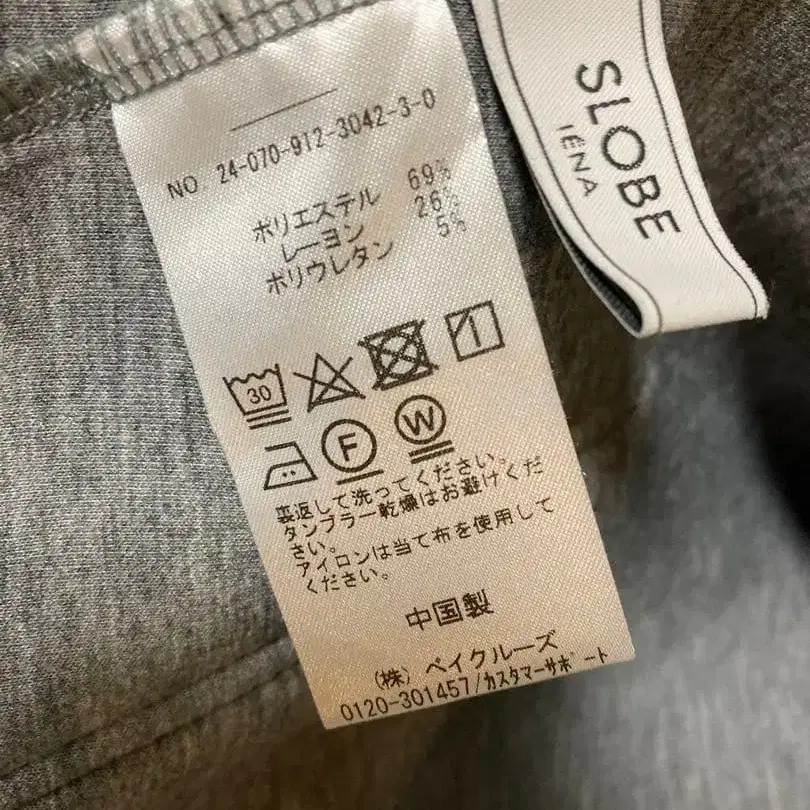 NO 24-070-912-3042-3-0
ポリエステル 69%
レーヨン 26%
ポリウレタン 5%
30
F
W
裏返して洗ってください。
タンブラー乾燥はお避けくだ
さい。
アイロンは当て布を使用して
ください。
中国製
(株) ベイクルーズ
0120-301457/カスタマーサポート
SLOBE
IÉNA